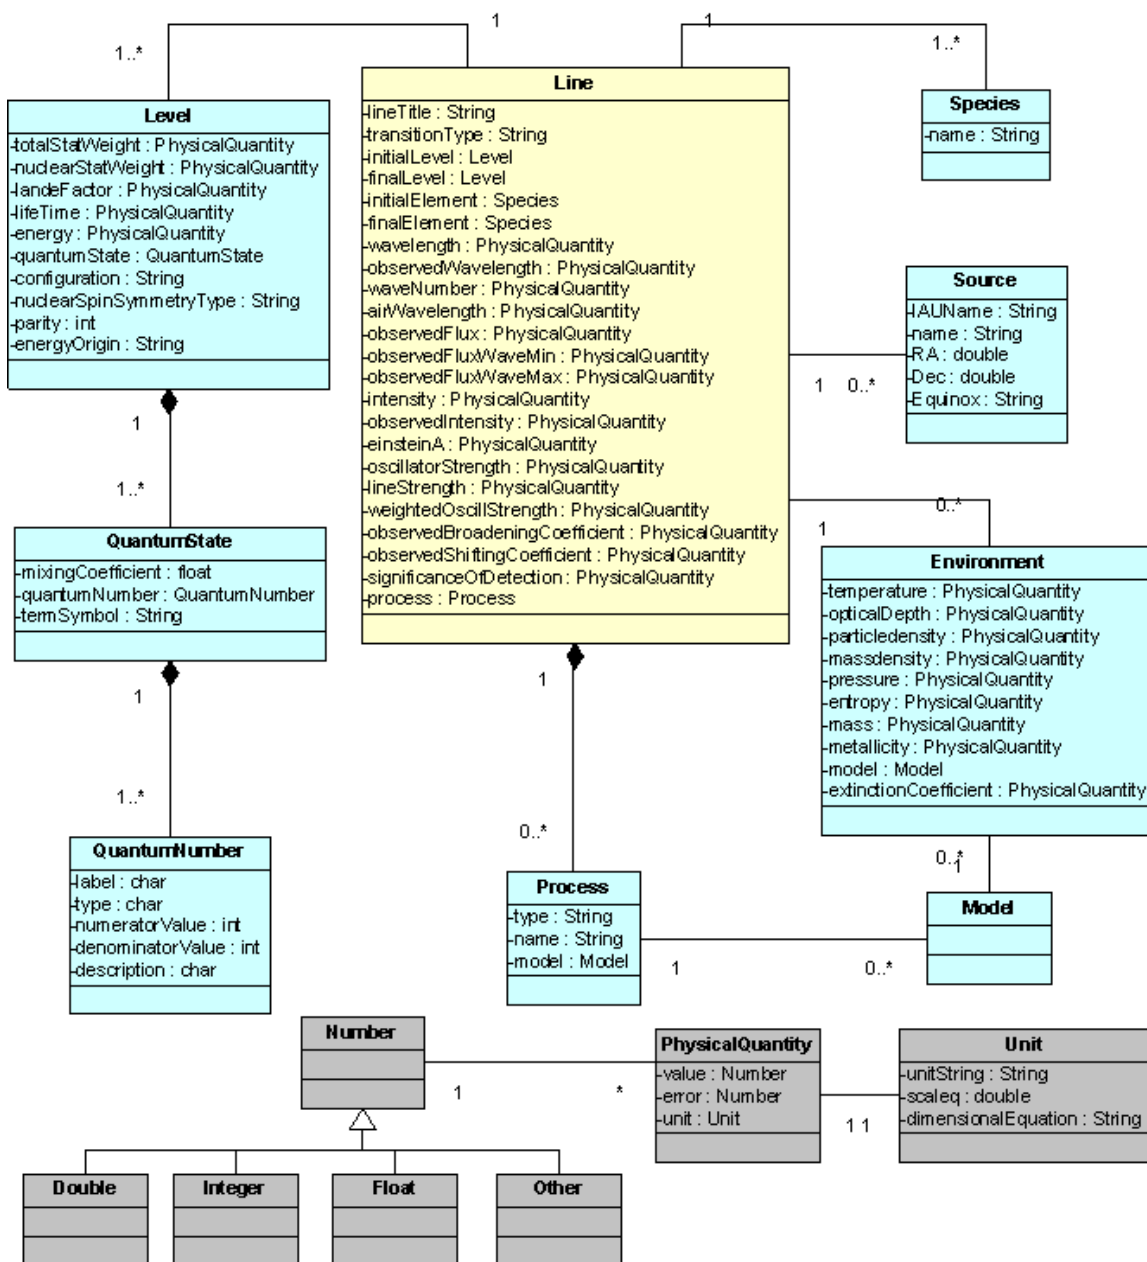 1
1..*
1
1..*
Line
-lineTitle : String
-transitionType : String
-initialLevel : Level
-finalLevel : Level
-initialElement : Species
-finalElement : Species
-wavelength : PhysicalQuantity
-observedWavelength : PhysicalQuantity
-waveNumber : PhysicalQuantity
-airWavelength : PhysicalQuantity
-observedFlux : PhysicalQuantity
-observedFluxWaveMin : PhysicalQuantity
-observedFluxWaveMax : PhysicalQuantity
-intensity : PhysicalQuantity
-observedIntensity : PhysicalQuantity
-einsteinA : PhysicalQuantity
-oscillatorStrength : PhysicalQuantity
-lineStrength : PhysicalQuantity
-weightedOscillStrength : PhysicalQuantity
-observedBroadeningCoefficient : PhysicalQuantity
-observedShiftingCoefficient : PhysicalQuantity
-significanceOfDetection : PhysicalQuantity
-process : Process
Level
-totalStatWeight : PhysicalQuantity
-nuclearStatWeight : PhysicalQuantity
-landeFactor : PhysicalQuantity
-lifeTime : PhysicalQuantity
-energy : PhysicalQuantity
-quantumState : QuantumState
-configuration : String
-nuclearSpinSymmetryType : String
-parity : int
-energyOrigin : String
Species
-name : String
Source
-IAUName : String
-name : String
-RA : double
-Dec : double
-Equinox : String
1
0..*
1
1..*
QuantumState
-mixingCoefficient : float
-quantumNumber : QuantumNumber
-termSymbol : String
0..*
1
Environment
-temperature : PhysicalQuantity
-opticalDepth : PhysicalQuantity
-particledensity : PhysicalQuantity
-massdensity : PhysicalQuantity
-pressure : PhysicalQuantity
-entropy : PhysicalQuantity
-mass : PhysicalQuantity
-metallicity : PhysicalQuantity
-model : Model
-extinctionCoefficient : PhysicalQuantity
1
1..*
1
0..*
QuantumNumber
-label : char
-type : char
-numeratorValue : int
-denominatorValue : int
-description : char
Process
-type : String
-name : String
-model : Model
0..*
1
Model
1
0..*
Number
1
*
PhysicalQuantity
-value : Number
-error : Number
-unit : Unit
1 1
Unit
-unitString : String
-scaleq : double
-dimensionalEquation : String
Double
Integer
Float
Other